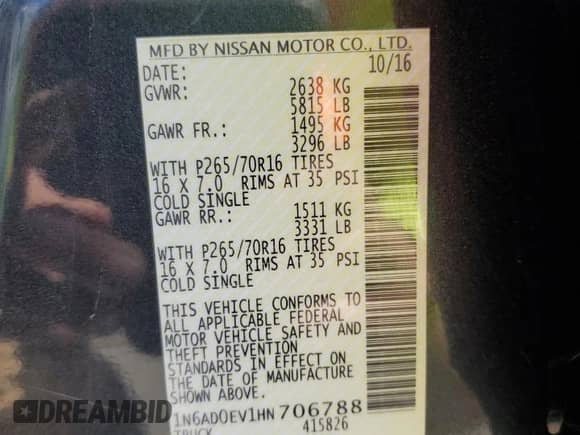 MFD BY NISSAN MOTOR CO., LTD.
DATE: 10/16
GVWR: 2638 KG
5815 LB
GAWR FR.: 1495 KG
3296 LB
WITH P265/70R16 TIRES
16 X 7.0 RIMS AT 35 PSI
COLD SINGLE
GAWR RR.: 1511 KG
3331 LB
WITH P265/70R16 TIRES
16 X 7.0 RIMS AT 35 PSI
COLD SINGLE
THIS VEHICLE CONFORMS TO
ALL APPLICABLE FEDERAL
MOTOR VEHICLE SAFETY AND
THEFT PREVENTION
STANDARDS IN EFFECT ON
THE DATE OF MANUFACTURE
SHOWN ABOVE.
1N6AD0EV1HN706788
TRUCK 415826
DREAMBID